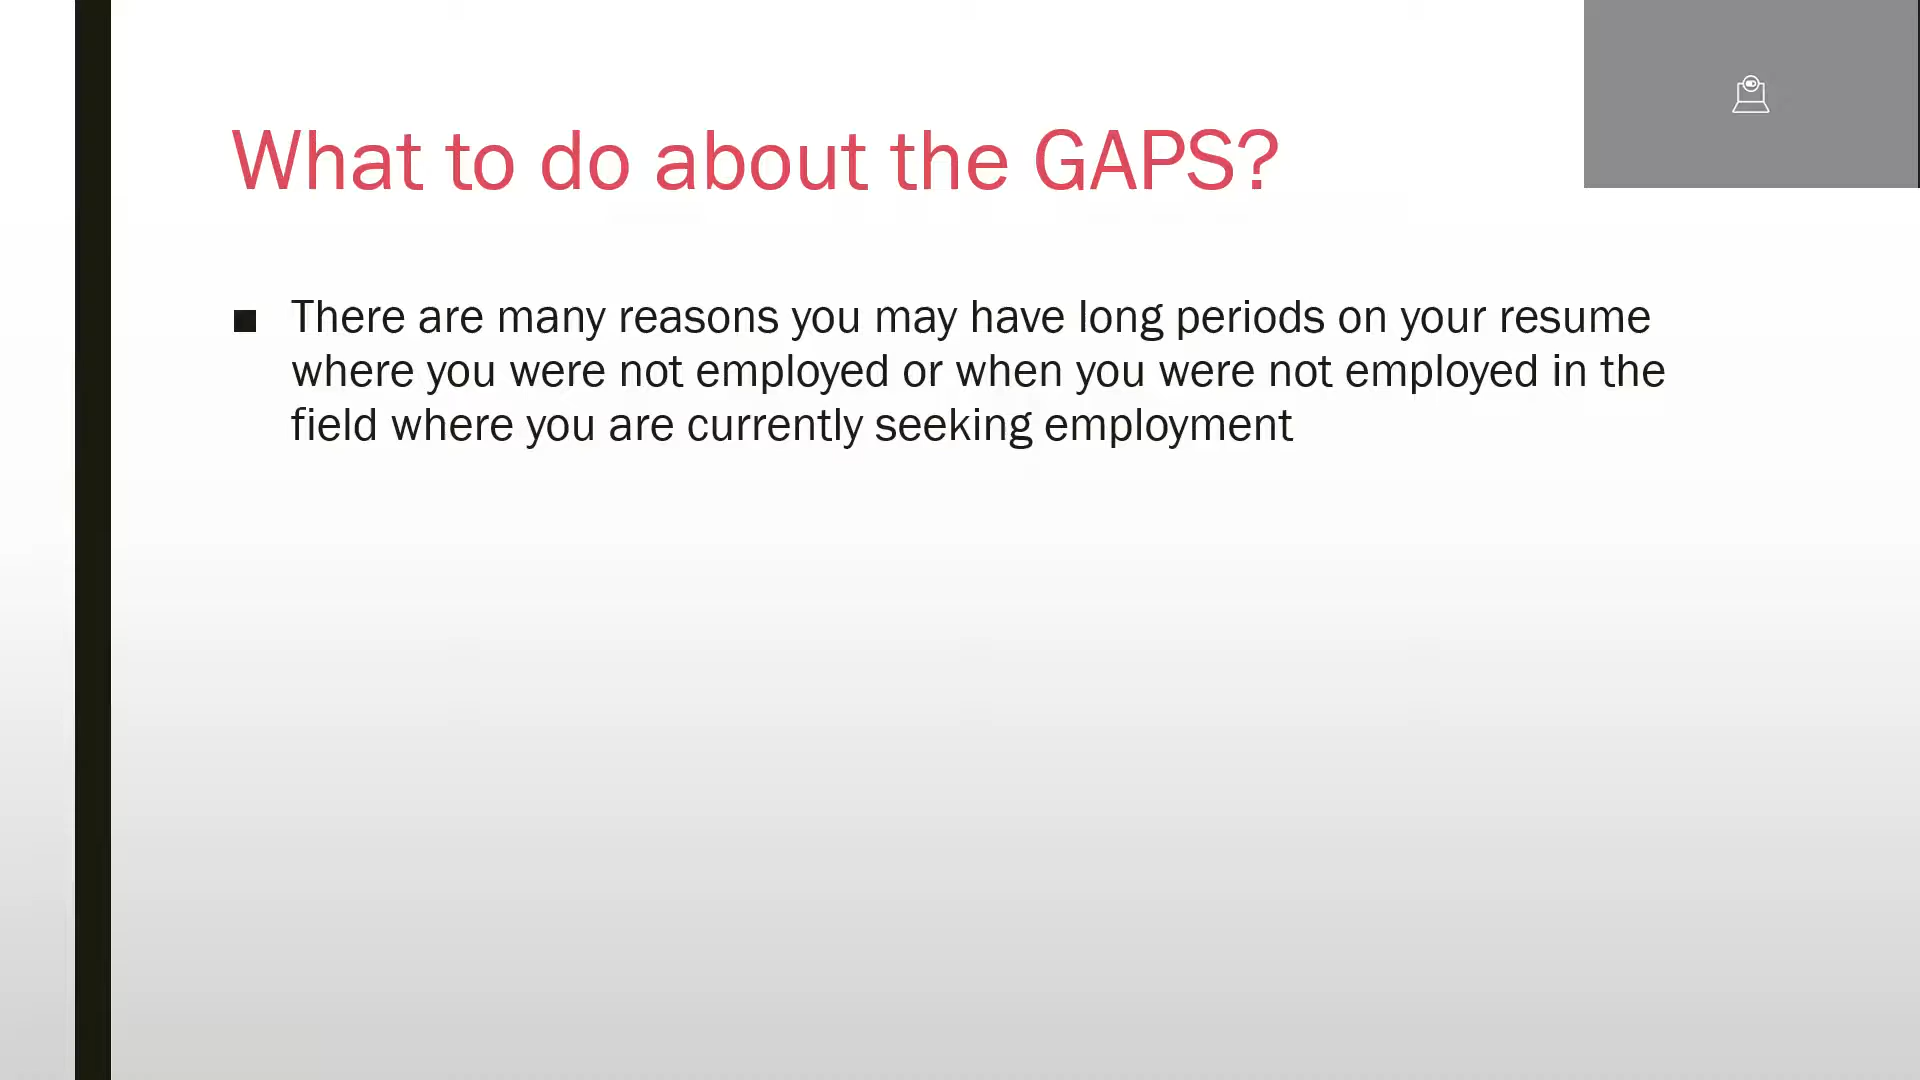 What to do about the GAPS?
■ There are many reasons you may have long periods on your resume
where you were not employed or when you were not employed in the
field where you are currently seeking employment